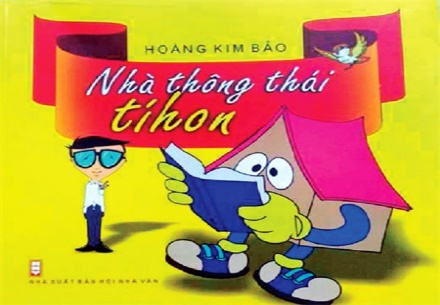 HOÀNG KIM BẢO
Nhà thông thái
tí hon
NHÀ XUẤT BẢN HỘI NHÀ VĂN